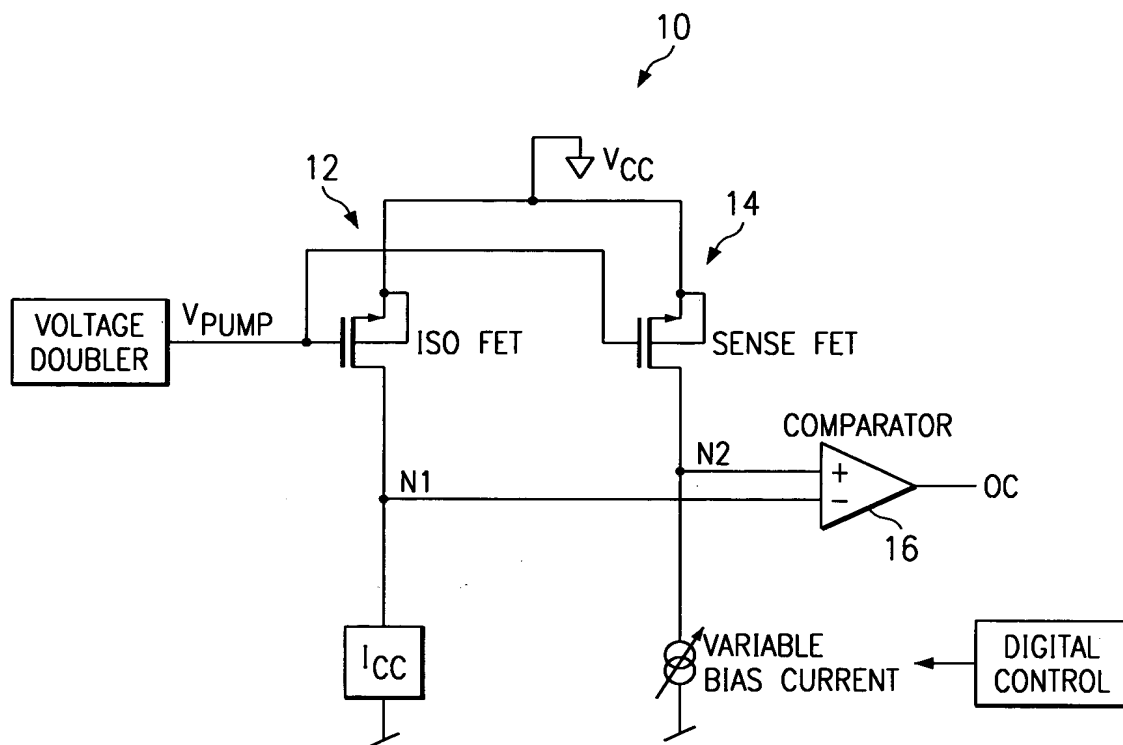 10
VCC
12
14
VOLTAGE
DOUBLER
VPUMP
ISO FET
SENSE FET
COMPARATOR
N1
N2
+
−
OC
16
ICC
VARIABLE
BIAS CURRENT
DIGITAL
CONTROL